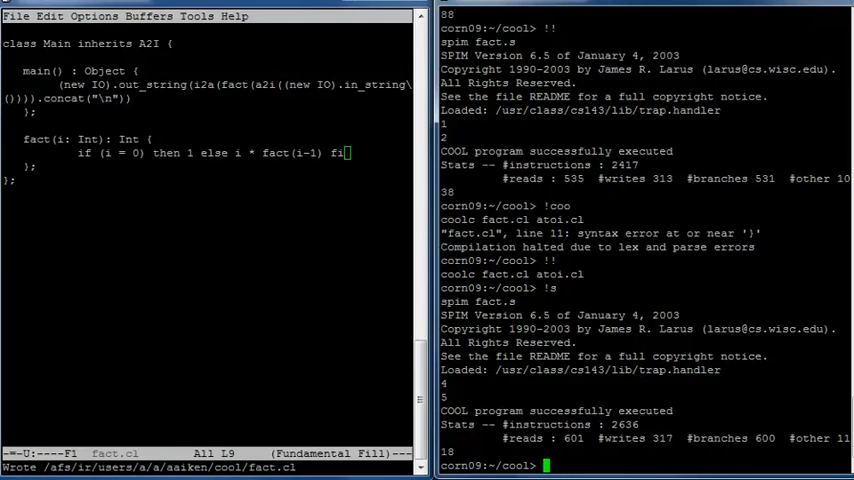 File Edit Options Buffers Tools Help
class Main inherits A2I {
main() : Object {
(new IO).out_string(i2a(fact(a2i((new IO).in_string\
()))).concat("\n"))
};
fact(i: Int): Int {
if (i = 0) then 1 else i * fact(i-1) fi
};
};
-=-U:----F1 fact.cl All L9 (Fundamental Fill)----
Wrote /afs/ir/users/a/a/aaiken/cool/fact.cl
88
corn09:~/cool> !!
spim fact.s
SPIM Version 6.5 of January 4, 2003
Copyright 1990-2003 by James R. Larus (larus@cs.wisc.edu).
All Rights Reserved.
See the file README for a full copyright notice.
Loaded: /usr/class/cs143/lib/trap.handler
1
2
COOL program successfully executed
Stats -- #instructions : 2417
#reads : 535 #writes 313 #branches 531 #other 10
38
corn09:~/cool> !coo
coolc fact.cl atoi.cl
"fact.cl", line 11: syntax error at or near '}'
Compilation halted due to lex and parse errors
corn09:~/cool> !!
coolc fact.cl atoi.cl
corn09:~/cool> !s
spim fact.s
SPIM Version 6.5 of January 4, 2003
Copyright 1990-2003 by James R. Larus (larus@cs.wisc.edu).
All Rights Reserved.
See the file README for a full copyright notice.
Loaded: /usr/class/cs143/lib/trap.handler
4
5
COOL program successfully executed
Stats -- #instructions : 2636
#reads : 601 #writes 317 #branches 600 #other 11
18
corn09:~/cool>